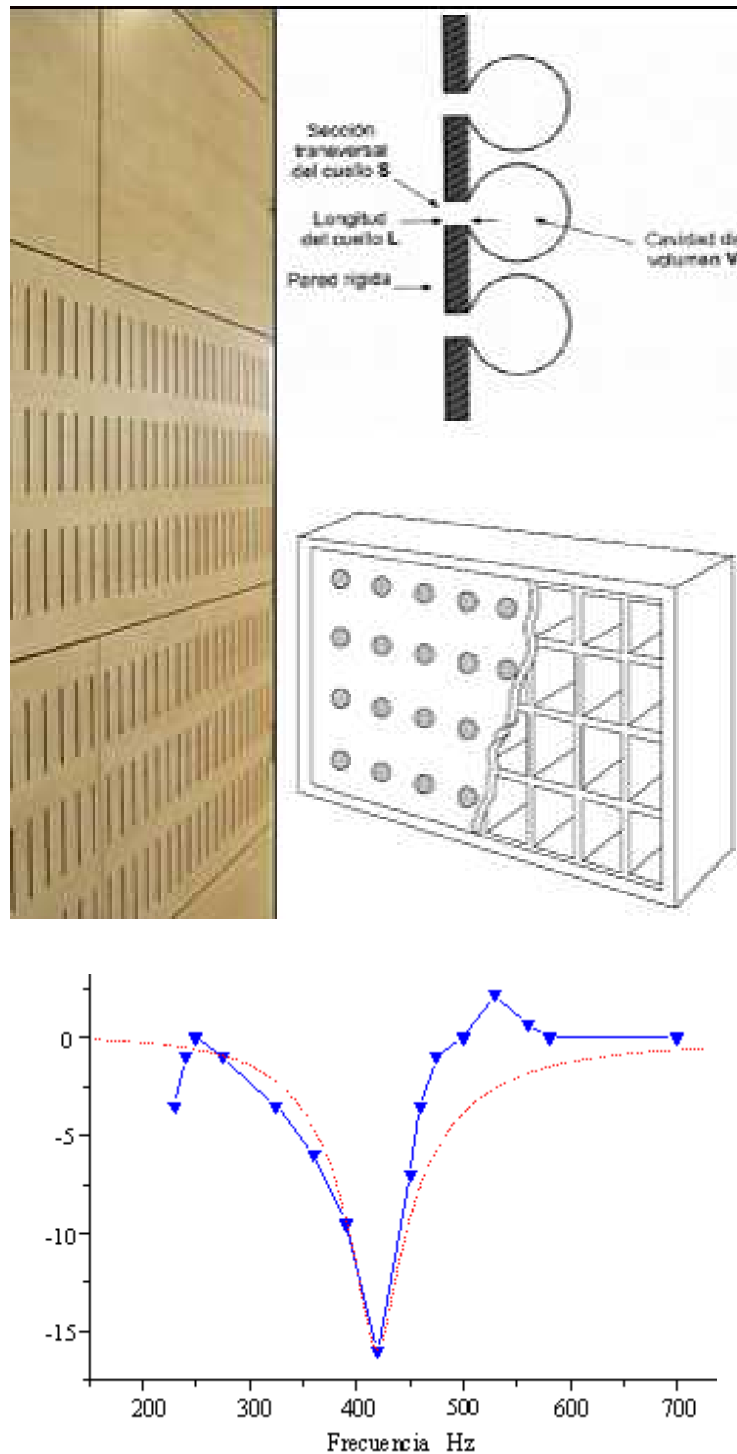 Sección
transversal
del cuello S
Longitud
del cuello L
Pared rígida
Cavidad de
volumen V
0
-5
-10
-15
200 300 400 500 600 700
Frecuencia Hz